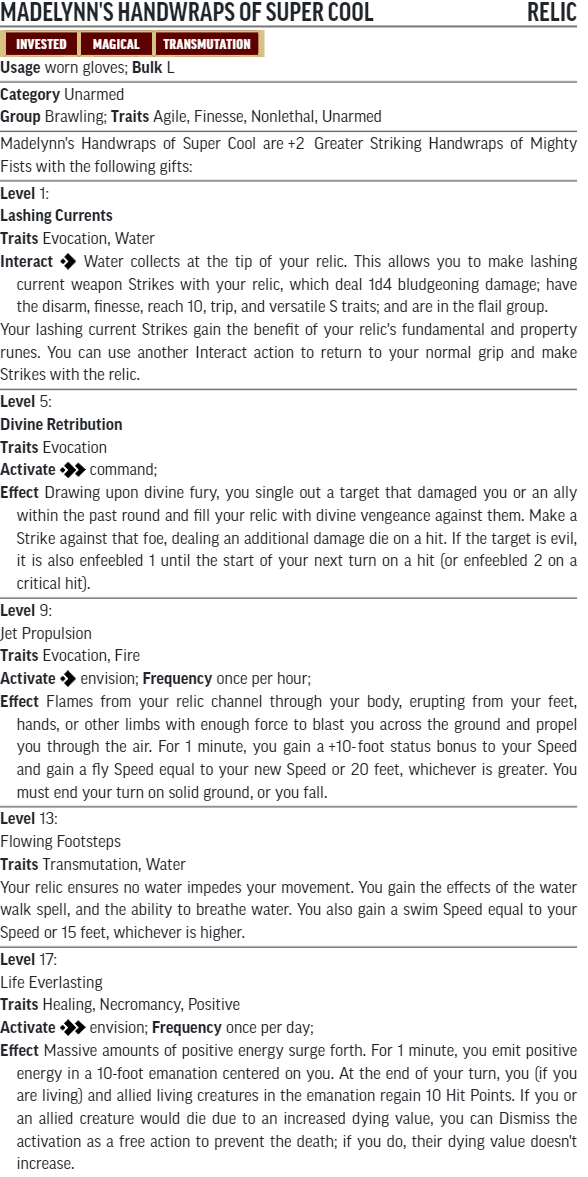 MADELYNN'S HANDWRAPS OF SUPER COOL RELIC
INVESTED MAGICAL TRANSMUTATION
Usage worn gloves; Bulk L
Category Unarmed
Group Brawling; Traits Agile, Finesse, Nonlethal, Unarmed
Madelynn's Handwraps of Super Cool are +2 Greater Striking Handwraps of Mighty
Fists with the following gifts:
Level 1:
Lashing Currents
Traits Evocation, Water
Interact Water collects at the tip of your relic. This allows you to make lashing
current weapon Strikes with your relic, which deal 1d4 bludgeoning damage; have
the disarm, finesse, reach 10, trip, and versatile S traits; and are in the flail group.
Your lashing current Strikes gain the benefit of your relic's fundamental and property
runes. You can use another Interact action to return to your normal grip and make
Strikes with the relic.
Level 5:
Divine Retribution
Traits Evocation
Activate command;
Effect Drawing upon divine fury, you single out a target that damaged you or an ally
within the past round and fill your relic with divine vengeance against them. Make a
Strike against that foe, dealing an additional damage die on a hit. If the target is evil,
it is also enfeebled 1 until the start of your next turn on a hit (or enfeebled 2 on a
critical hit).
Level 9:
Jet Propulsion
Traits Evocation, Fire
Activate envision; Frequency once per hour;
Effect Flames from your relic channel through your body, erupting from your feet,
hands, or other limbs with enough force to blast you across the ground and propel
you through the air. For 1 minute, you gain a +10-foot status bonus to your Speed
and gain a fly Speed equal to your new Speed or 20 feet, whichever is greater. You
must end your turn on solid ground, or you fall.
Level 13:
Flowing Footsteps
Traits Transmutation, Water
Your relic ensures no water impedes your movement. You gain the effects of the water
walk spell, and the ability to breathe water. You also gain a swim Speed equal to your
Speed or 15 feet, whichever is higher.
Level 17:
Life Everlasting
Traits Healing, Necromancy, Positive
Activate envision; Frequency once per day;
Effect Massive amounts of positive energy surge forth. For 1 minute, you emit positive
energy in a 10-foot emanation centered on you. At the end of your turn, you (if you
are living) and allied living creatures in the emanation regain 10 Hit Points. If you or
an allied creature would die due to an increased dying value, you can Dismiss the
activation as a free action to prevent the death; if you do, their dying value doesn't
increase.